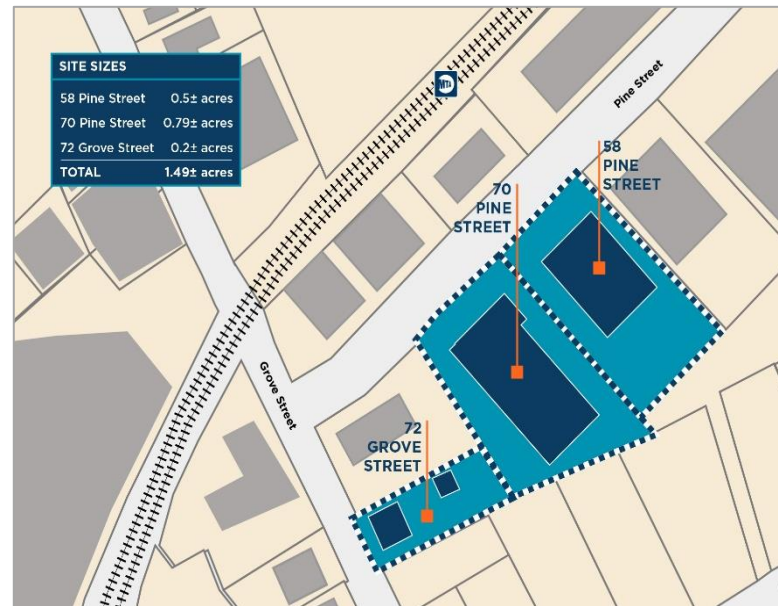 SITE SIZES
58 Pine Street 0.5± acres
70 Pine Street 0.79± acres
72 Grove Street 0.2± acres
TOTAL 1.49± acres
MTA
Pine Street
58
PINE
STREET
70
PINE
STREET
Grove Street
72
GROVE
STREET